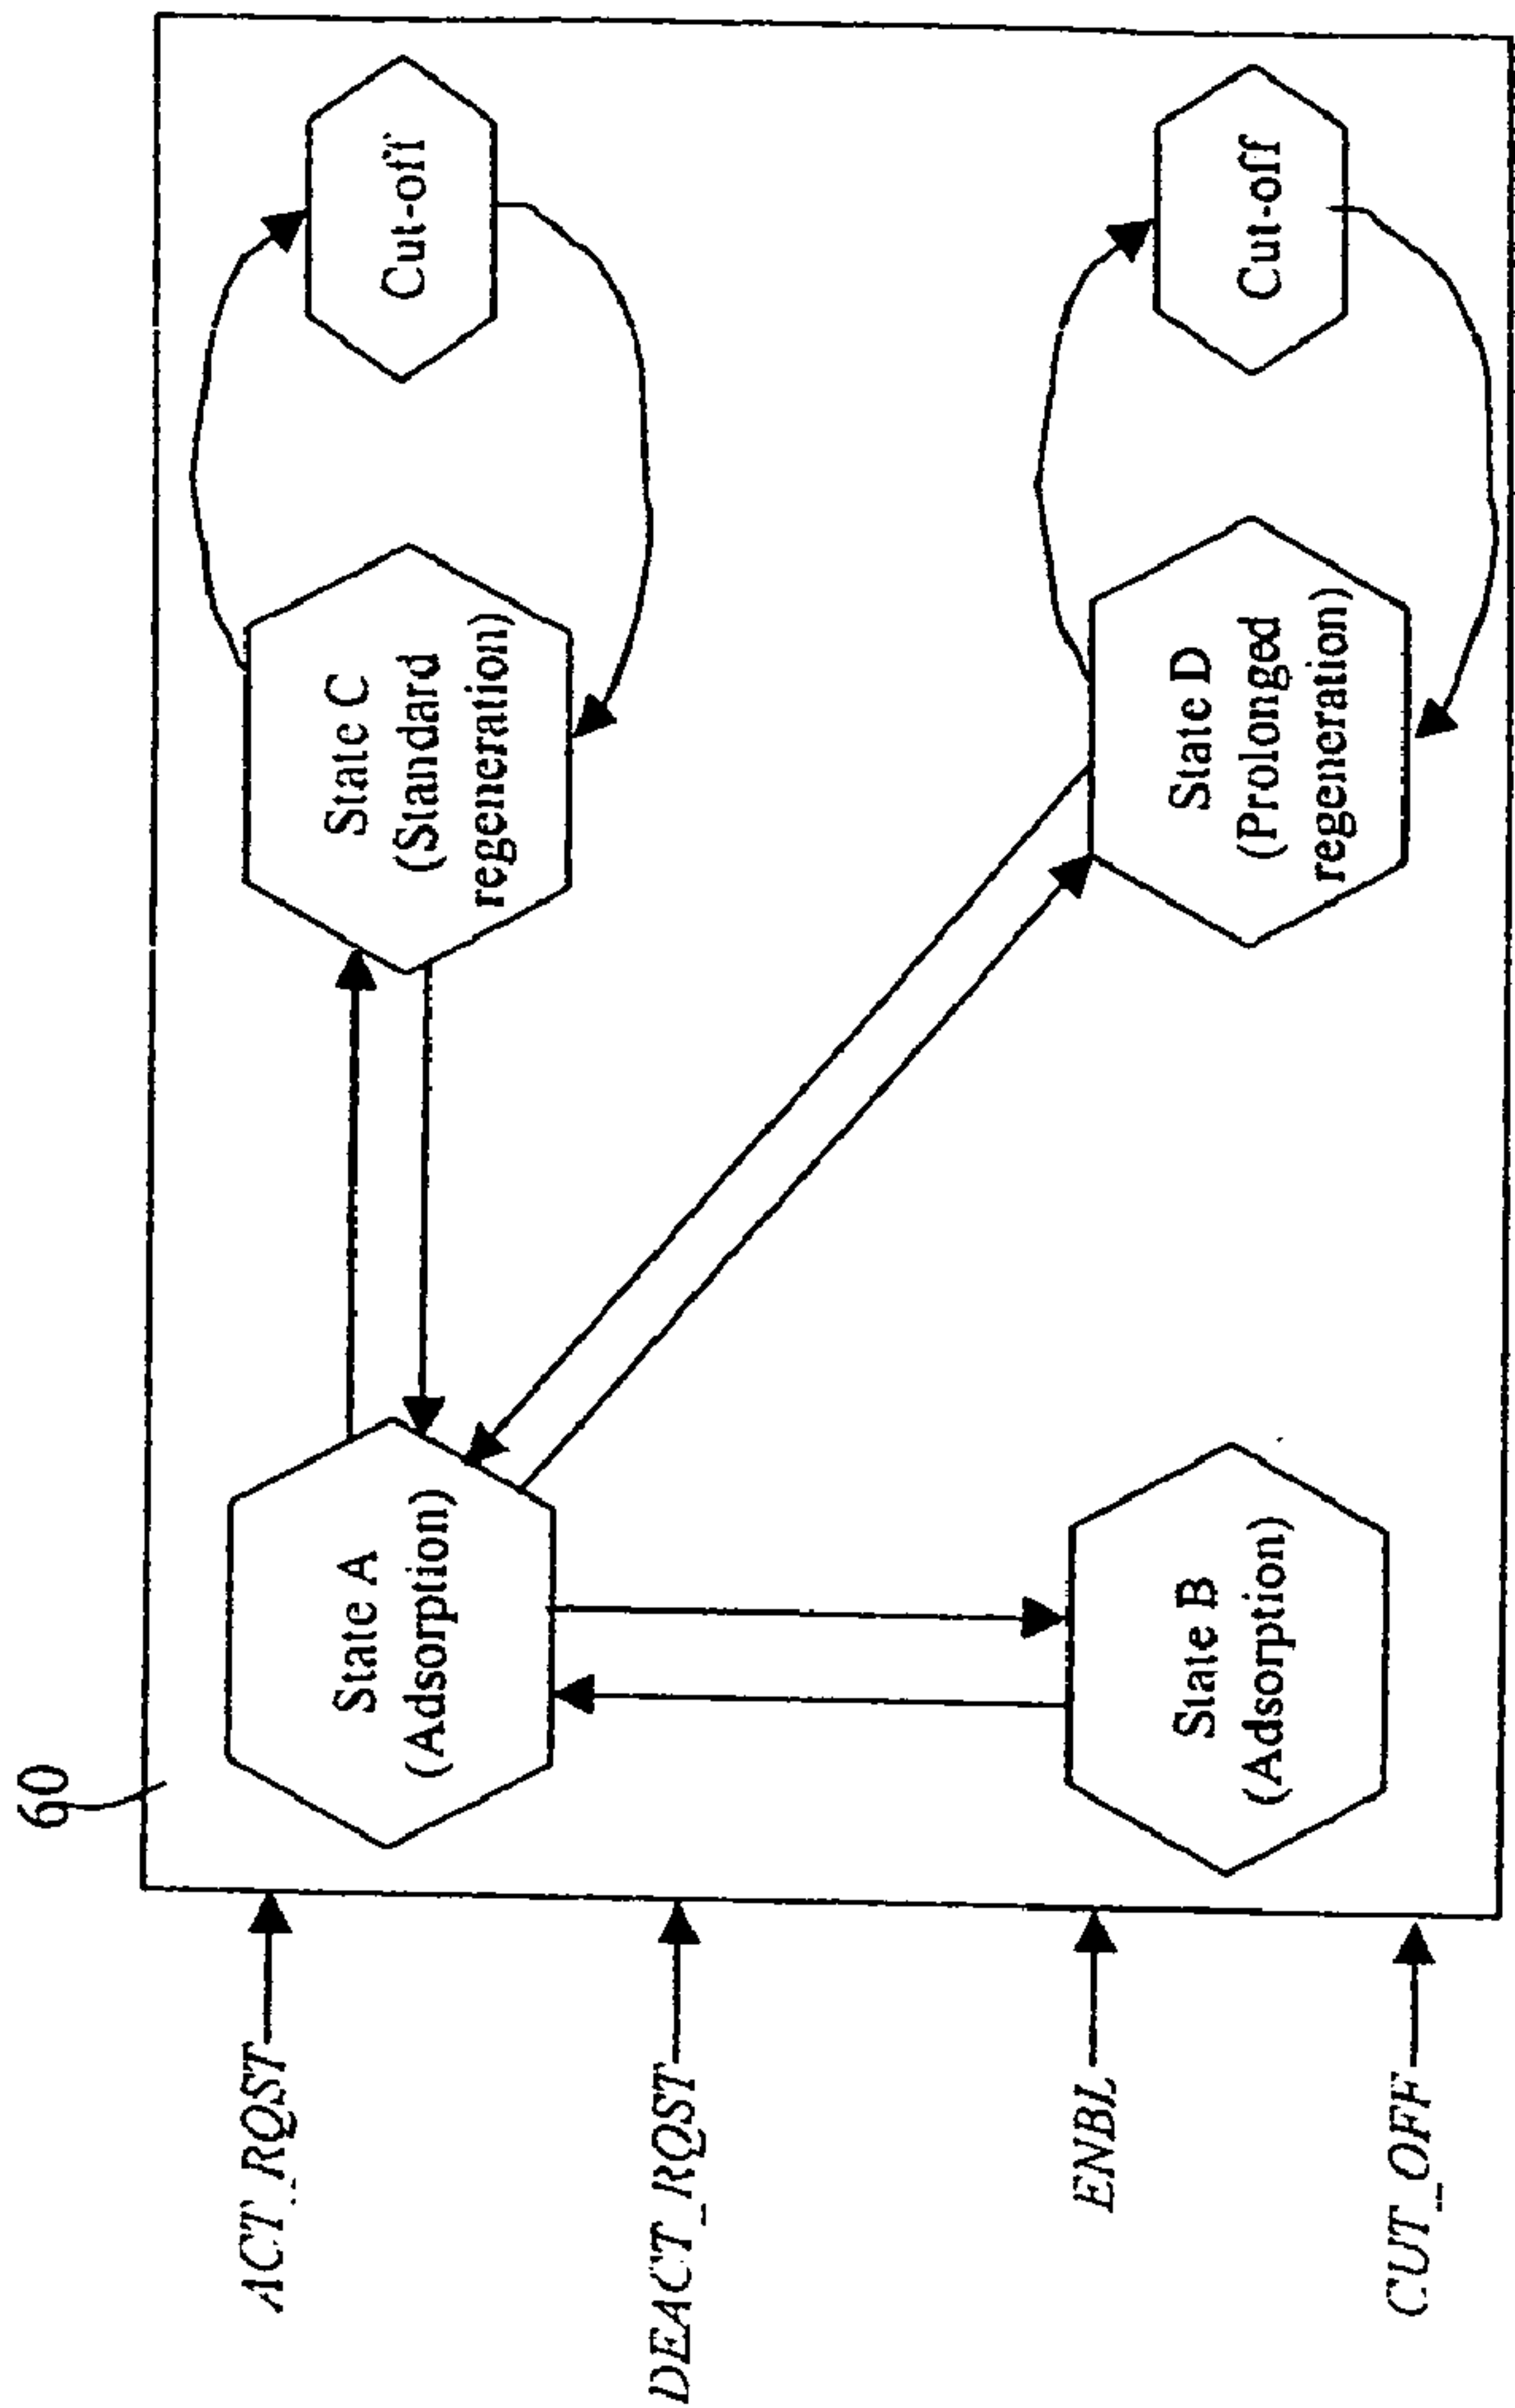 60
ACT_RQST
DEACT_RQST
ENBL
CUT_OFF
State A
(Adsorption)
State C
(Standard
regeneration)
Cut-off
State B
(Adsorption)
State D
(Prolonged
regeneration)
Cut-off